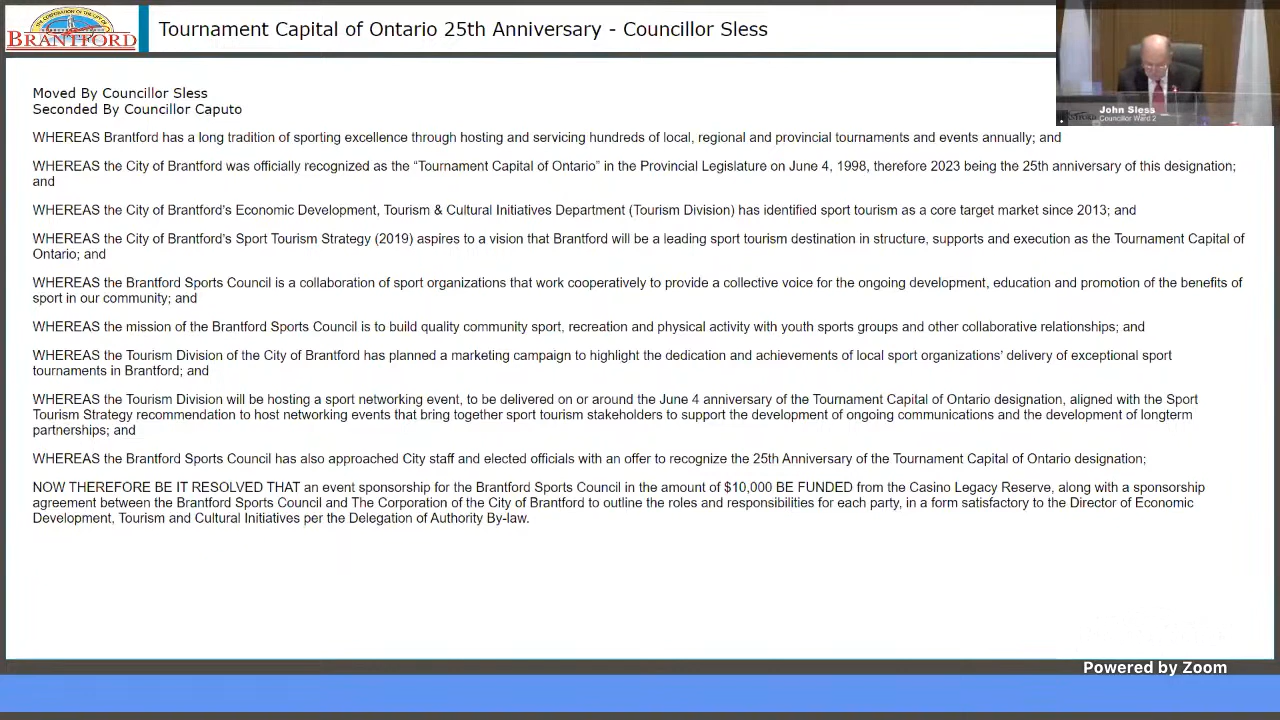 THE CORPORATION OF THE CITY OF
BRANTFORD
Tournament Capital of Ontario 25th Anniversary - Councillor Sless
John Sless
Councillor Ward 2
Moved By Councillor Sless
Seconded By Councillor Caputo
WHEREAS Brantford has a long tradition of sporting excellence through hosting and servicing hundreds of local, regional and provincial tournaments and events annually; and
WHEREAS the City of Brantford was officially recognized as the “Tournament Capital of Ontario” in the Provincial Legislature on June 4, 1998, therefore 2023 being the 25th anniversary of this designation;
and
WHEREAS the City of Brantford’s Economic Development, Tourism & Cultural Initiatives Department (Tourism Division) has identified sport tourism as a core target market since 2013; and
WHEREAS the City of Brantford’s Sport Tourism Strategy (2019) aspires to a vision that Brantford will be a leading sport tourism destination in structure, supports and execution as the Tournament Capital of
Ontario; and
WHEREAS the Brantford Sports Council is a collaboration of sport organizations that work cooperatively to provide a collective voice for the ongoing development, education and promotion of the benefits of
sport in our community; and
WHEREAS the mission of the Brantford Sports Council is to build quality community sport, recreation and physical activity with youth sports groups and other collaborative relationships; and
WHEREAS the Tourism Division of the City of Brantford has planned a marketing campaign to highlight the dedication and achievements of local sport organizations’ delivery of exceptional sport
tournaments in Brantford; and
WHEREAS the Tourism Division will be hosting a sport networking event, to be delivered on or around the June 4 anniversary of the Tournament Capital of Ontario designation, aligned with the Sport
Tourism Strategy recommendation to host networking events that bring together sport tourism stakeholders to support the development of ongoing communications and the development of longterm
partnerships; and
WHEREAS the Brantford Sports Council has also approached City staff and elected officials with an offer to recognize the 25th Anniversary of the Tournament Capital of Ontario designation;
NOW THEREFORE BE IT RESOLVED THAT an event sponsorship for the Brantford Sports Council in the amount of $10,000 BE FUNDED from the Casino Legacy Reserve, along with a sponsorship
agreement between the Brantford Sports Council and The Corporation of the City of Brantford to outline the roles and responsibilities for each party, in a form satisfactory to the Director of Economic
Development, Tourism and Cultural Initiatives per the Delegation of Authority By-law.
Powered by Zoom